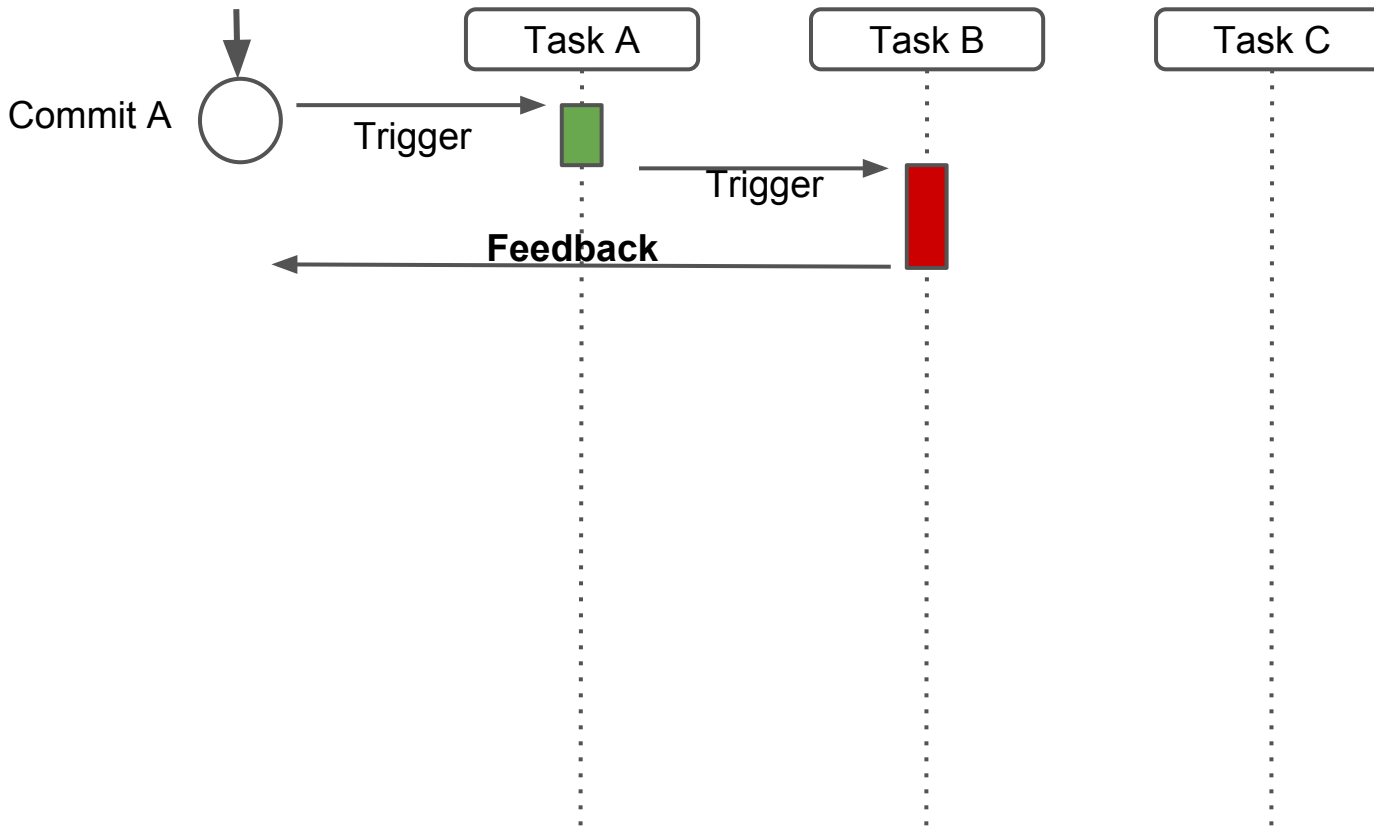 Task A
Task B
Task C
Commit A
Trigger
Trigger
Feedback